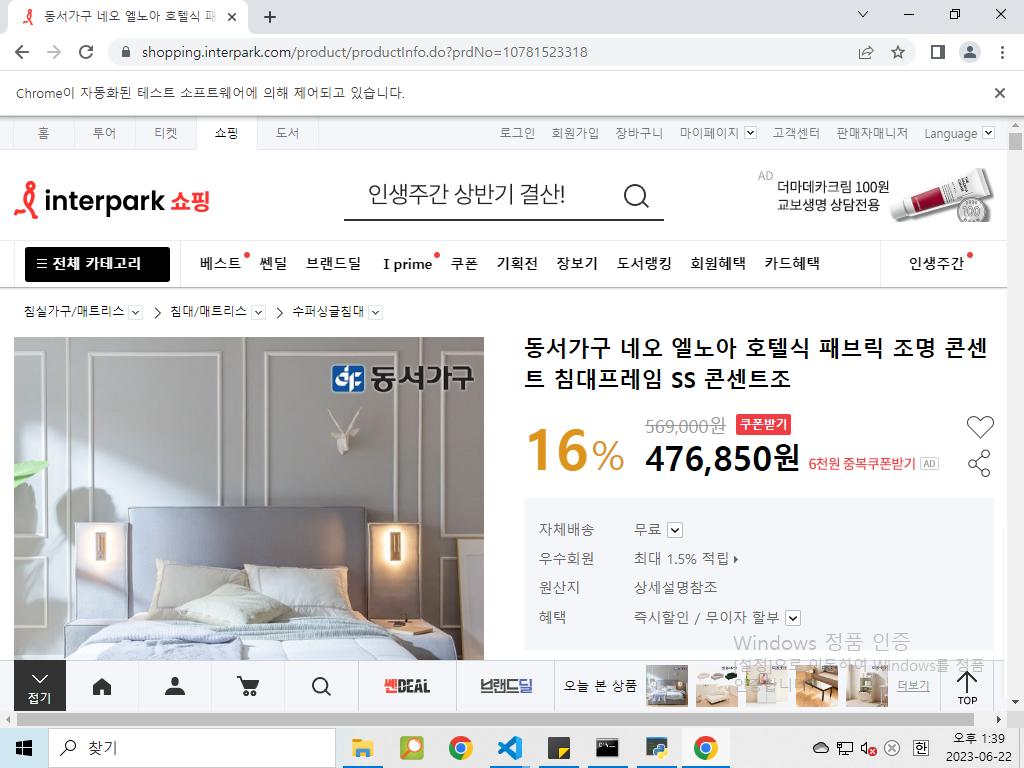 동서가구 네오 엘노아 호텔식 패
shopping.interpark.com/product/productInfo.do?prdNo=10781523318
Chrome이 자동화된 테스트 소프트웨어에 의해 제어되고 있습니다.
홈 투어 티켓 쇼핑 도서 로그인 회원가입 장바구니 마이페이지 고객센터 판매자매니저 Language
interpark 쇼핑
인생주간 상반기 결산!
AD
더마데카크림 100원
교보생명 상담전용
100
전체 카테고리 베스트 쎈딜 브랜드딜 I prime 쿠폰 기획전 장보기 도서랭킹 회원혜택 카드혜택 인생주간
침실가구/매트리스 침대/매트리스 수퍼싱글침대
동서가구
동서가구 네오 엘노아 호텔식 패브릭 조명 콘센
트 침대프레임 SS 콘센트조
16% 569,000원 쿠폰받기
476,850원 6천원 중복쿠폰받기 AD
자체배송 무료
우수회원 최대 1.5% 적립
원산지 상세설명참조
혜택 즉시할인 / 무이자 할부
Windows 정품 인증
[설정]으로 이동하여 Windows를 정품
인증합니다.
접기 쎈DEAL 브랜드딜 오늘 본 상품 더보기 TOP
찾기
오후 1:39
한
2023-06-22